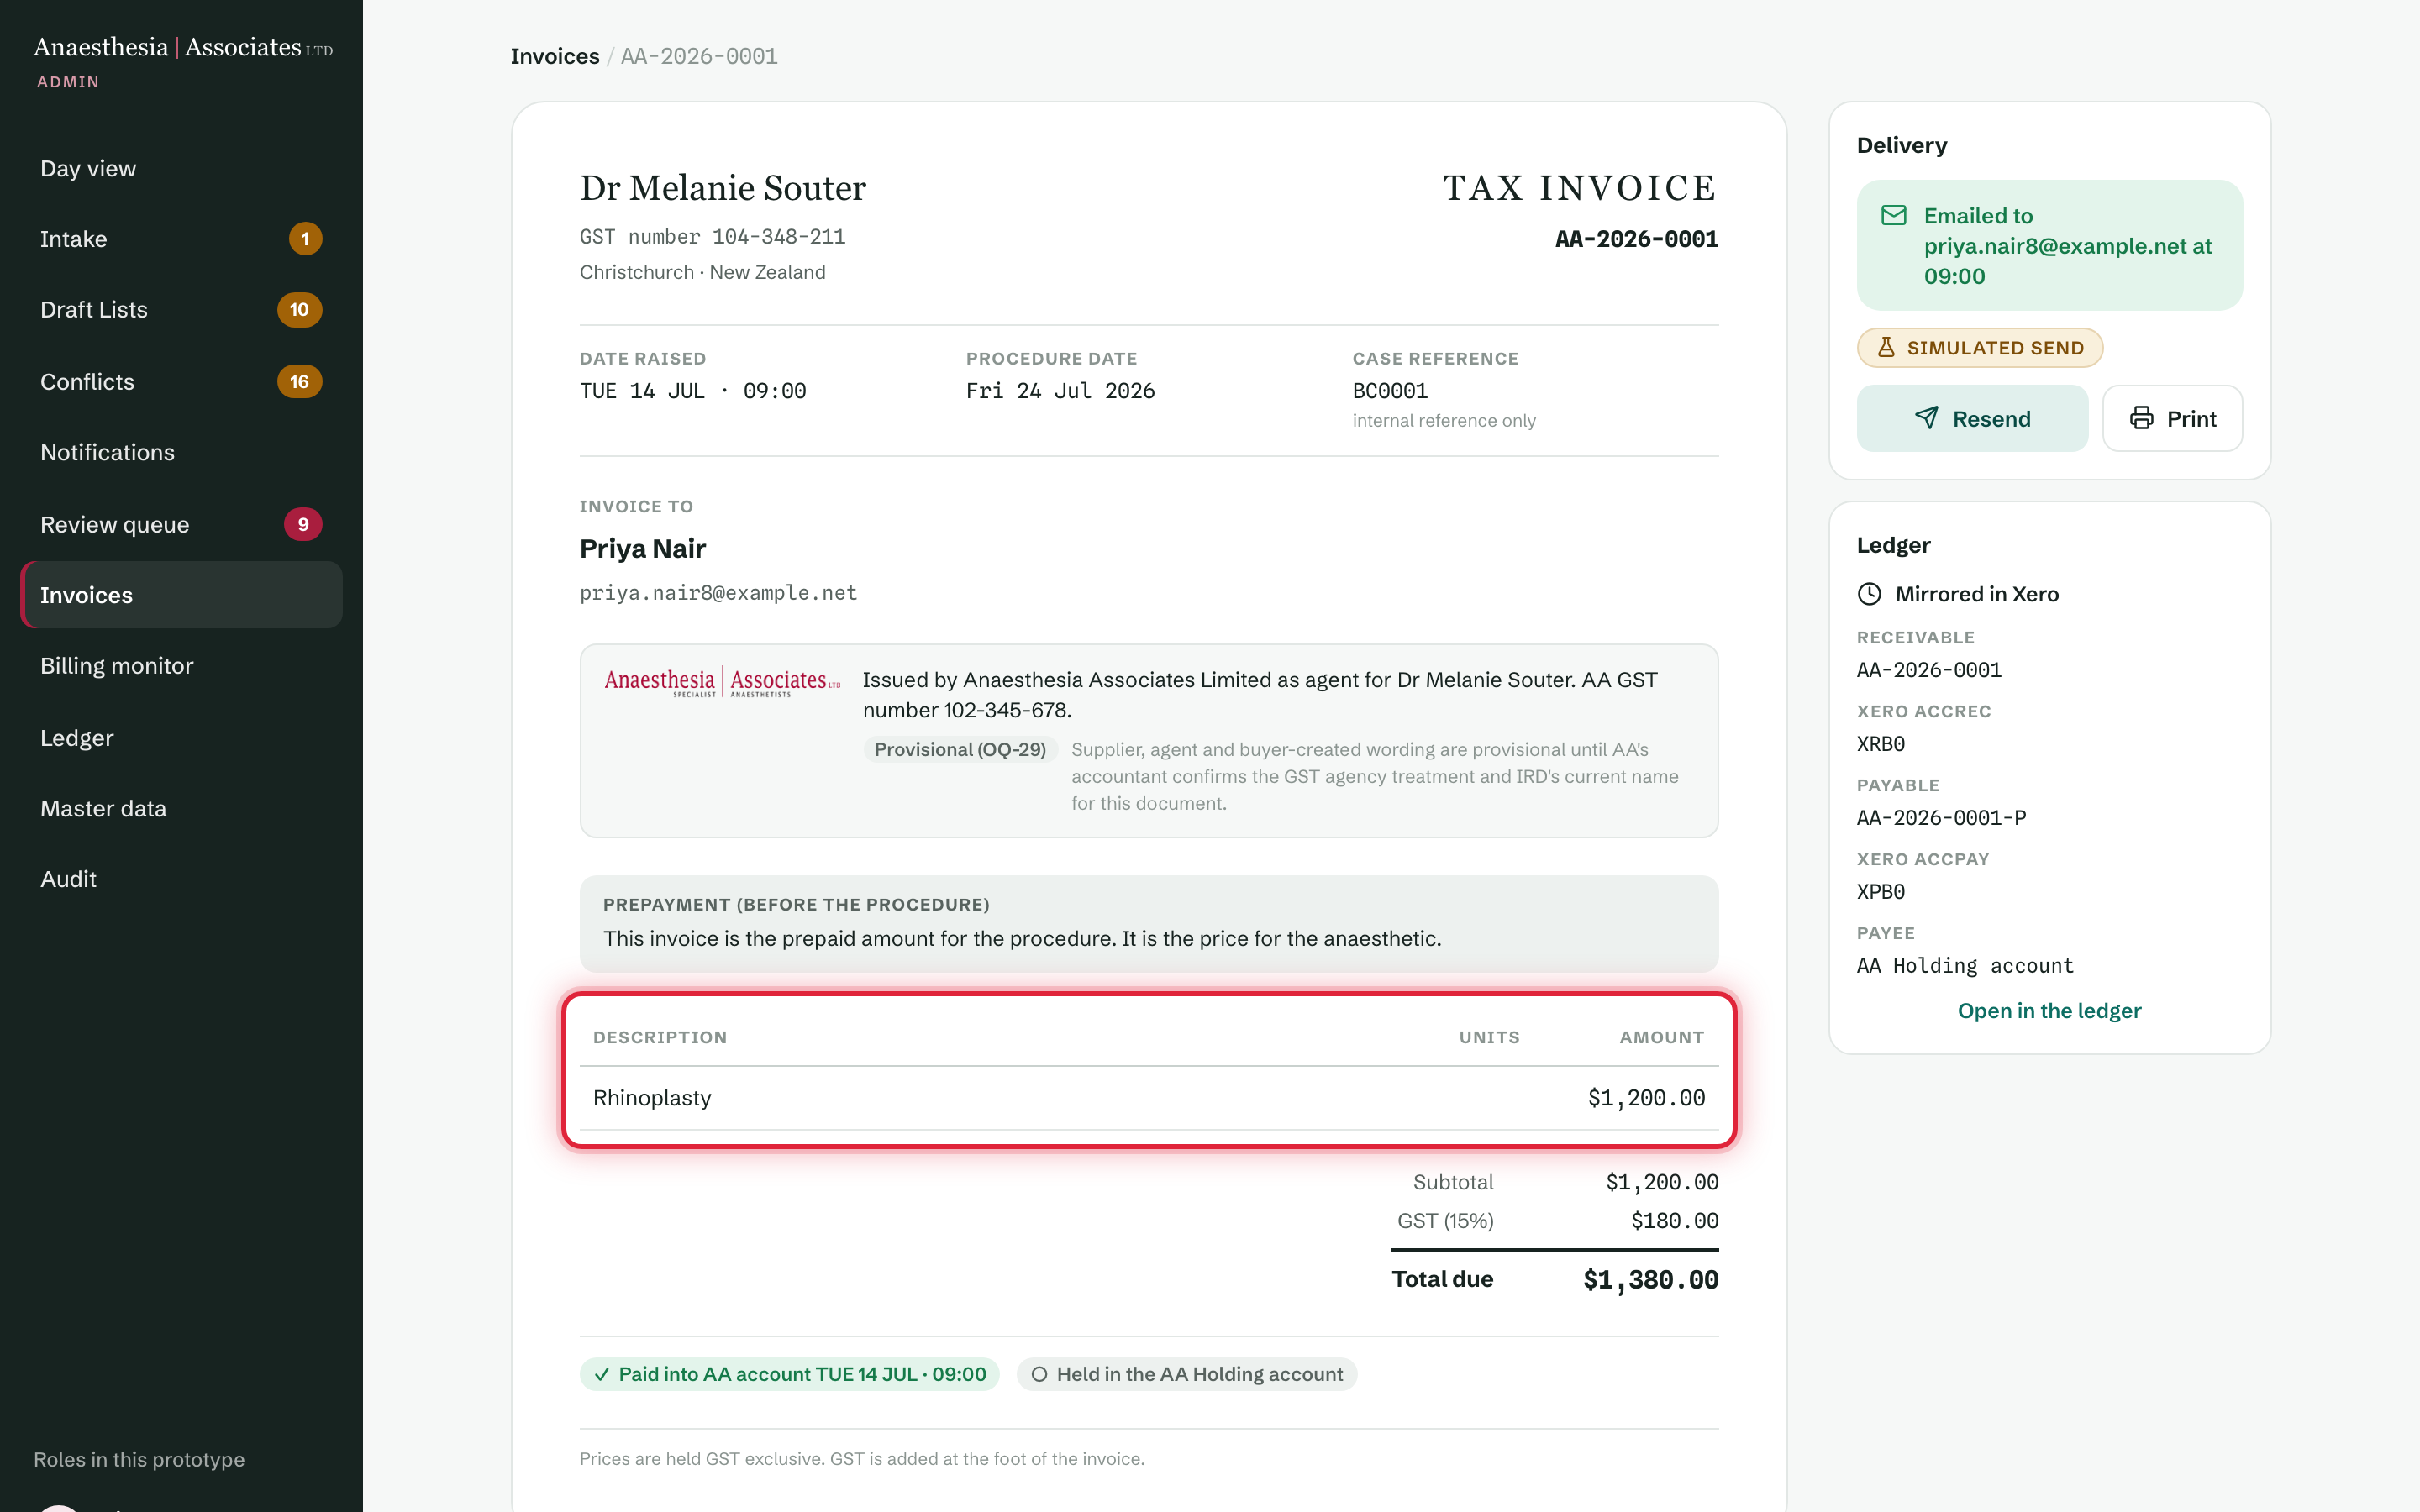 Anaesthesia | Associates LTD
ADMIN
Day view
Intake 1
Draft Lists 10
Conflicts 16
Notifications
Review queue 9
Invoices
Billing monitor
Ledger
Master data
Audit
Roles in this prototype
Invoices / AA-2026-0001
Dr Melanie Souter
GST number 104-348-211
Christchurch · New Zealand
TAX INVOICE
AA-2026-0001
DATE RAISED
TUE 14 JUL · 09:00
PROCEDURE DATE
Fri 24 Jul 2026
CASE REFERENCE
BC0001
internal reference only
INVOICE TO
Priya Nair
priya.nair8@example.net
Anaesthesia | Associates LTD
SPECIALIST ANAESTHETISTS
Issued by Anaesthesia Associates Limited as agent for Dr Melanie Souter. AA GST
number 102-345-678.
Provisional (OQ-29)
Supplier, agent and buyer-created wording are provisional until AA's
accountant confirms the GST agency treatment and IRD's current name
for this document.
PREPAYMENT (BEFORE THE PROCEDURE)
This invoice is the prepaid amount for the procedure. It is the price for the anaesthetic.
DESCRIPTION UNITS AMOUNT
Rhinoplasty $1,200.00
Subtotal $1,200.00
GST (15%) $180.00
Total due $1,380.00
Paid into AA account TUE 14 JUL · 09:00
Held in the AA Holding account
Prices are held GST exclusive. GST is added at the foot of the invoice.
Delivery
Emailed to
priya.nair8@example.net at
09:00
SIMULATED SEND
Resend
Print
Ledger
Mirrored in Xero
RECEIVABLE
AA-2026-0001
XERO ACCREC
XRB0
PAYABLE
AA-2026-0001-P
XERO ACCPAY
XPB0
PAYEE
AA Holding account
Open in the ledger